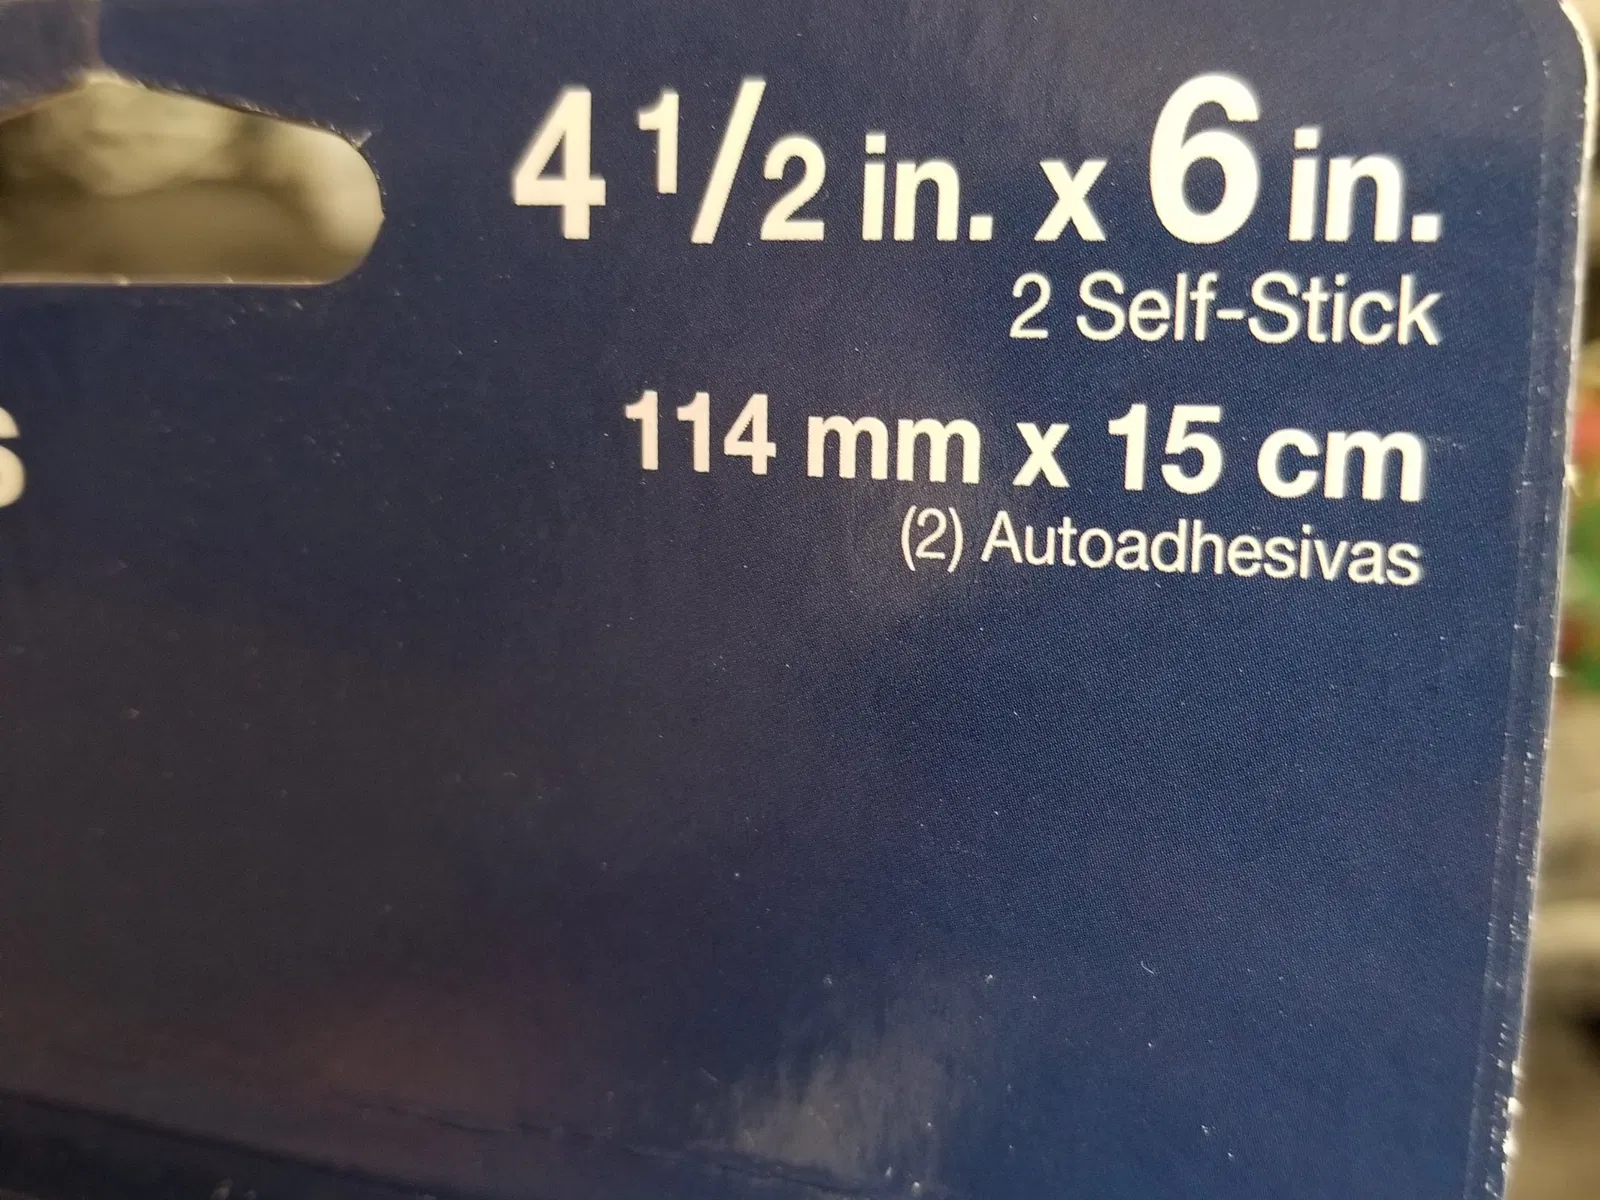 4 1/2 in. x 6 in.
2 Self-Stick
114 mm x 15 cm
(2) Autoadhesivas